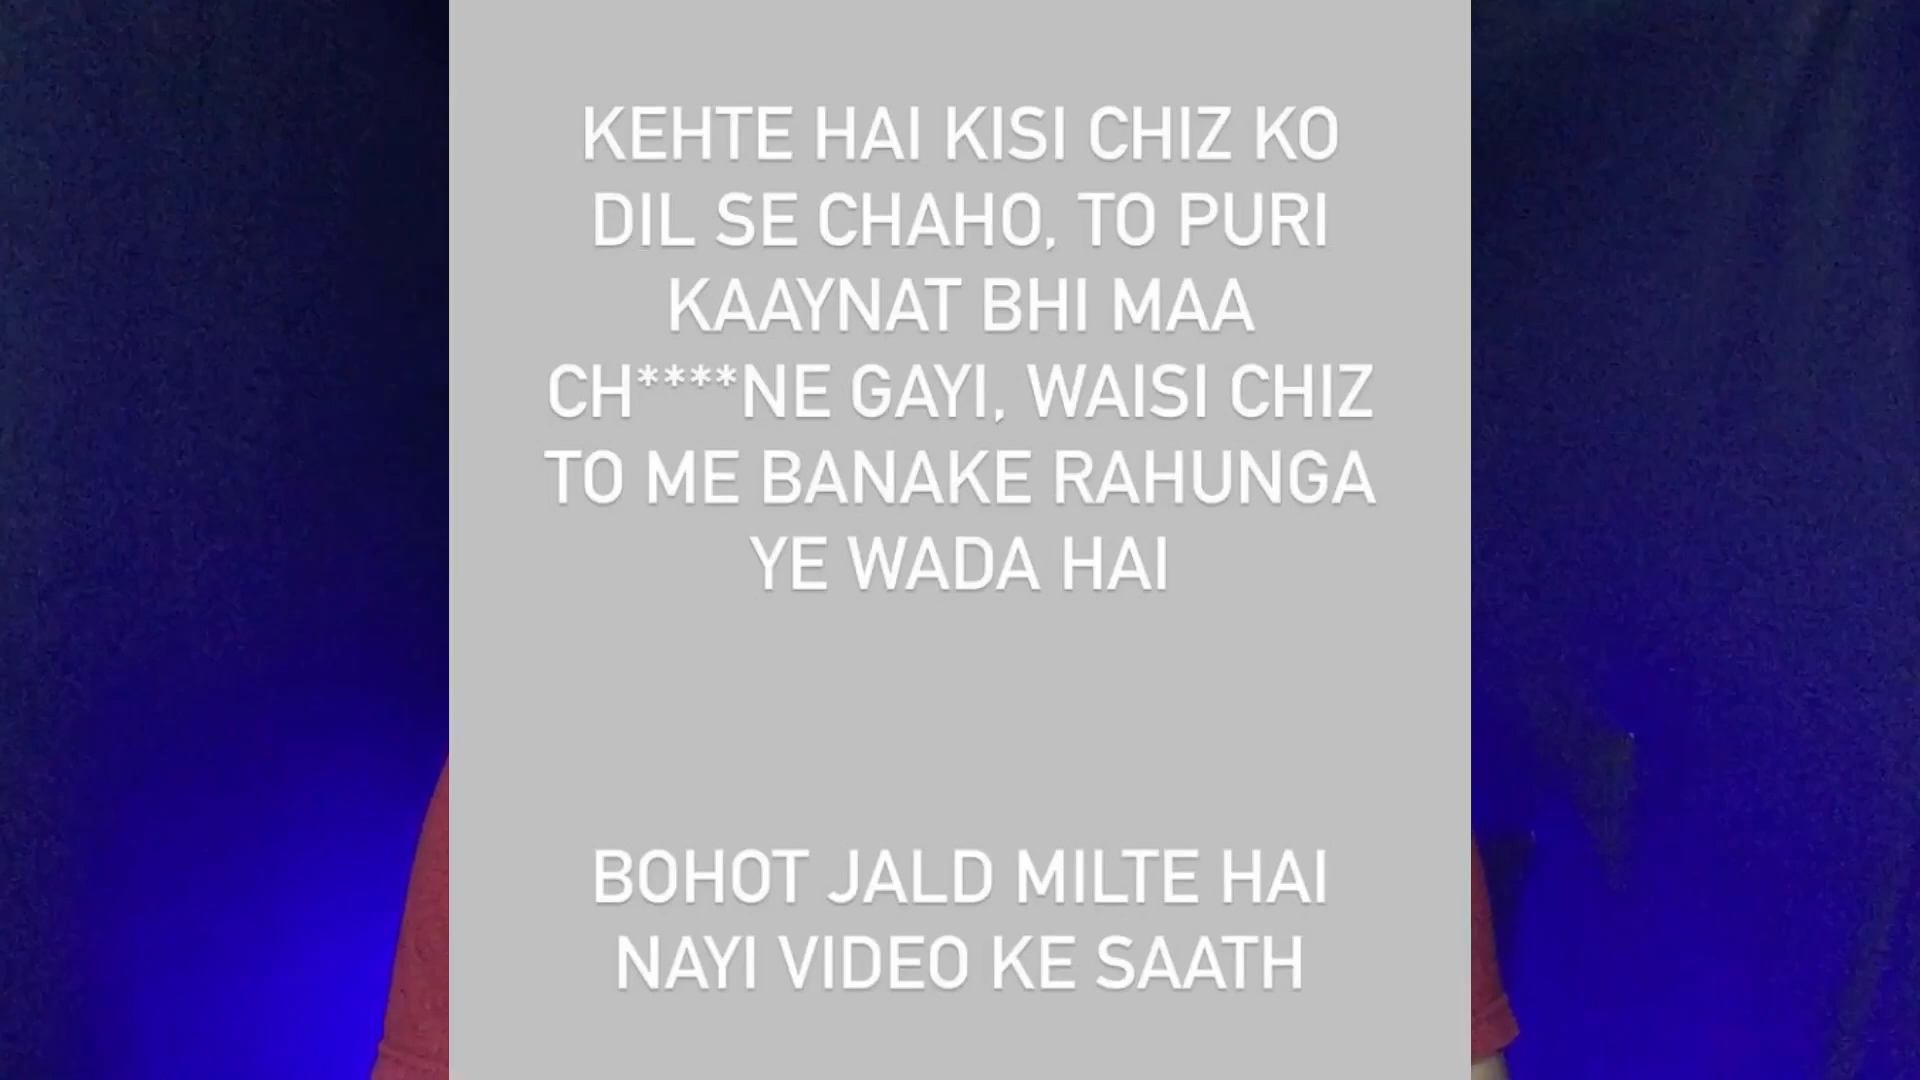 KEHTE HAI KISI CHIZ KO
DIL SE CHAHO, TO PURI
KAAYNAT BHI MAA
CH****NE GAYI, WAISI CHIZ
TO ME BANAKE RAHUNGA
YE WADA HAI
BOHOT JALD MILTE HAI
NAYI VIDEO KE SAATH